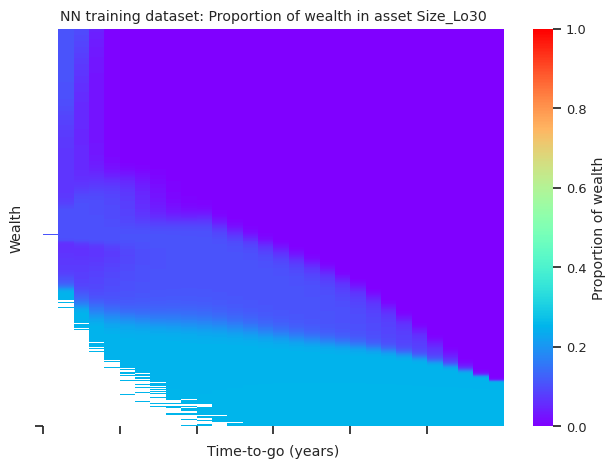 NN training dataset: Proportion of wealth in asset Size_Lo30
Wealth
Time-to-go (years)
1.0
0.8
0.6
0.4
0.2
0.0
Proportion of wealth